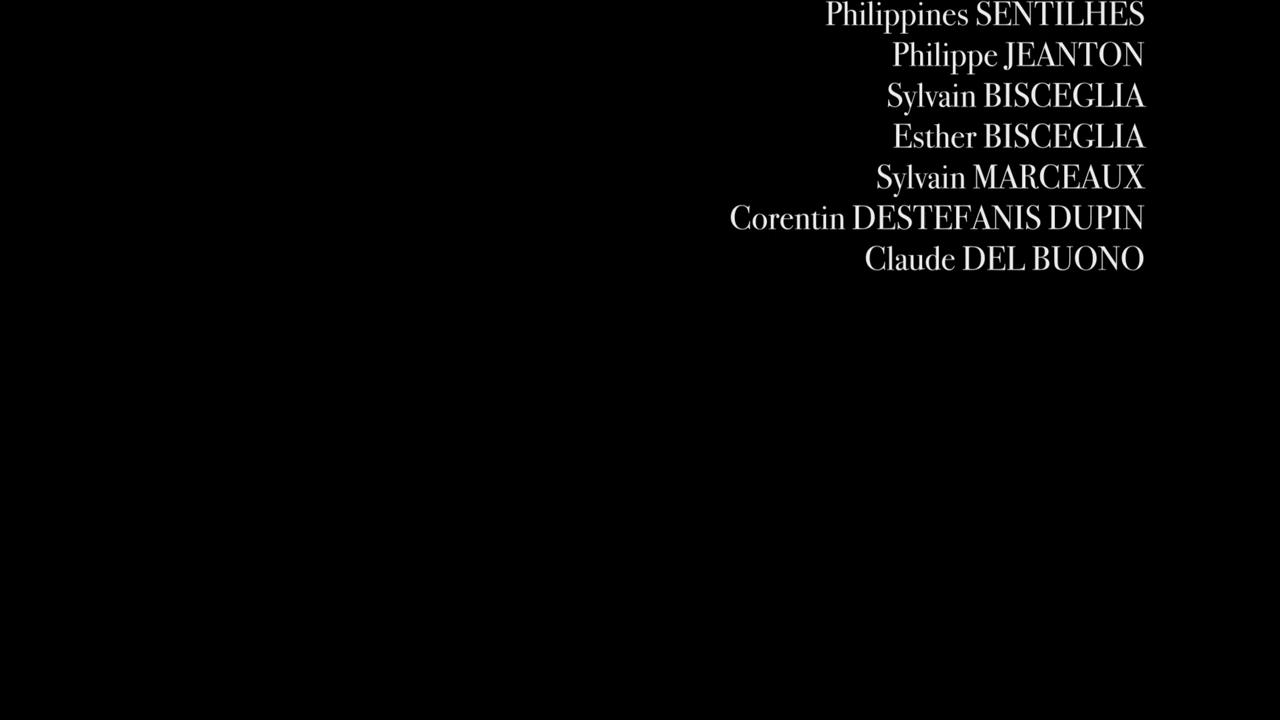 Philippines SENTILHES
Philippe JEANTON
Sylvain BISCEGLIA
Esther BISCEGLIA
Sylvain MARCEAUX
Corentin DESTEFANIS DUPIN
Claude DEL BUONO